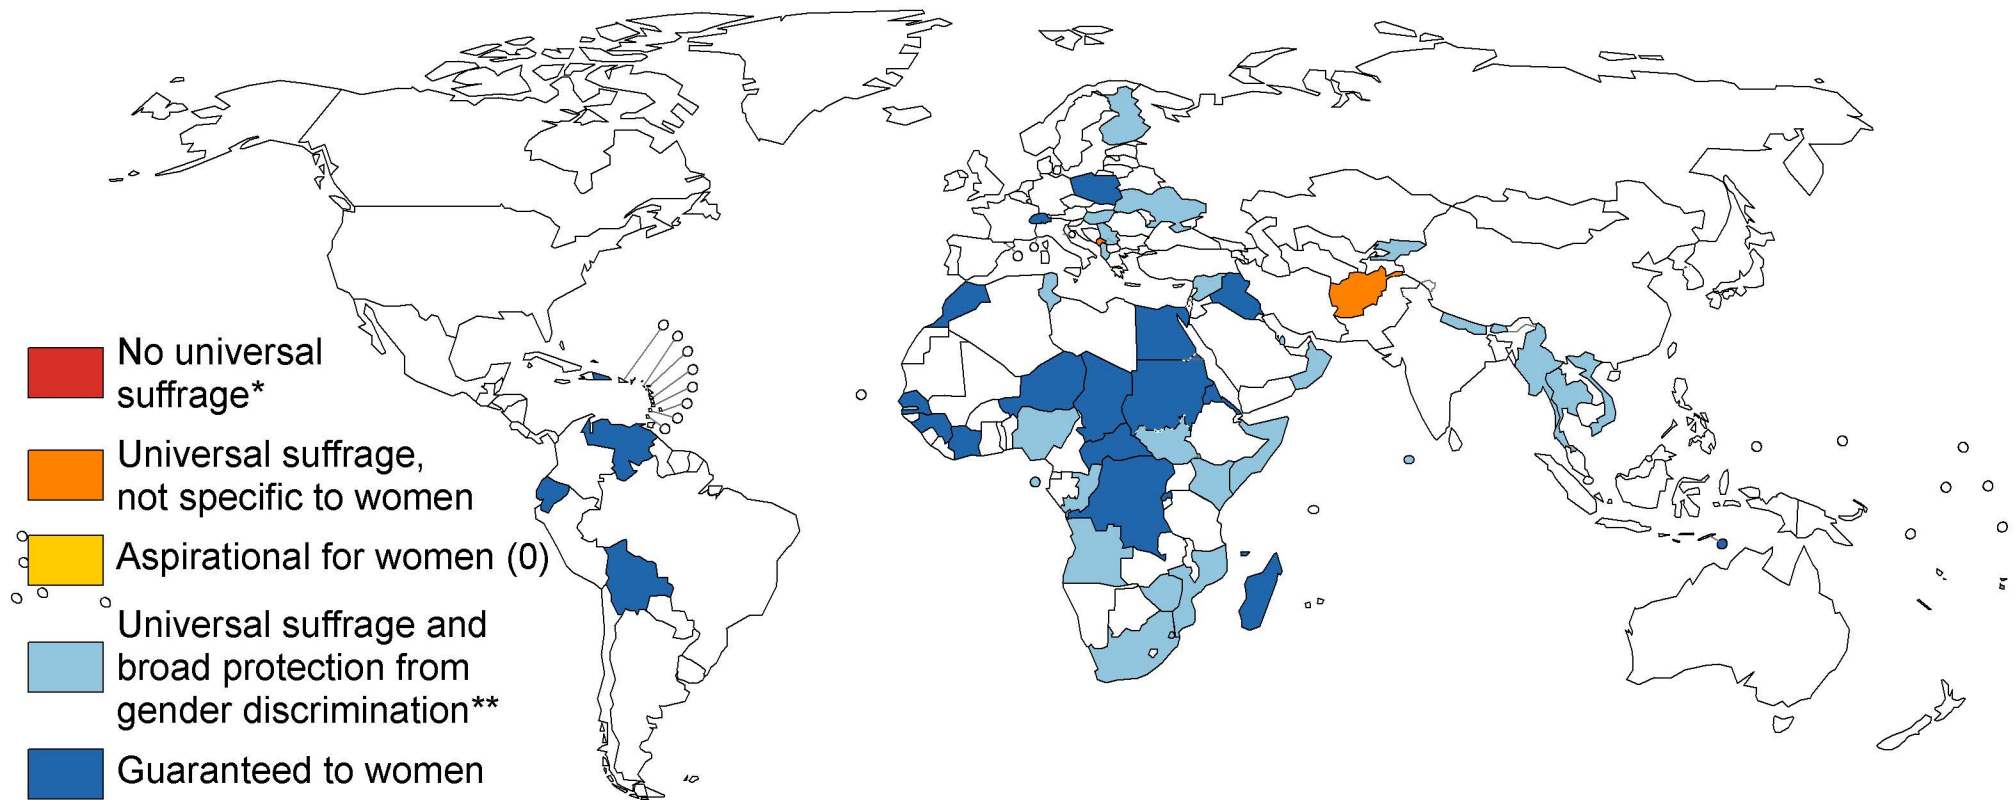 No universal
suffrage*
Universal suffrage,
not specific to women
Aspirational for women (0)
Universal suffrage and
broad protection from
gender discrimination**
Guaranteed to women